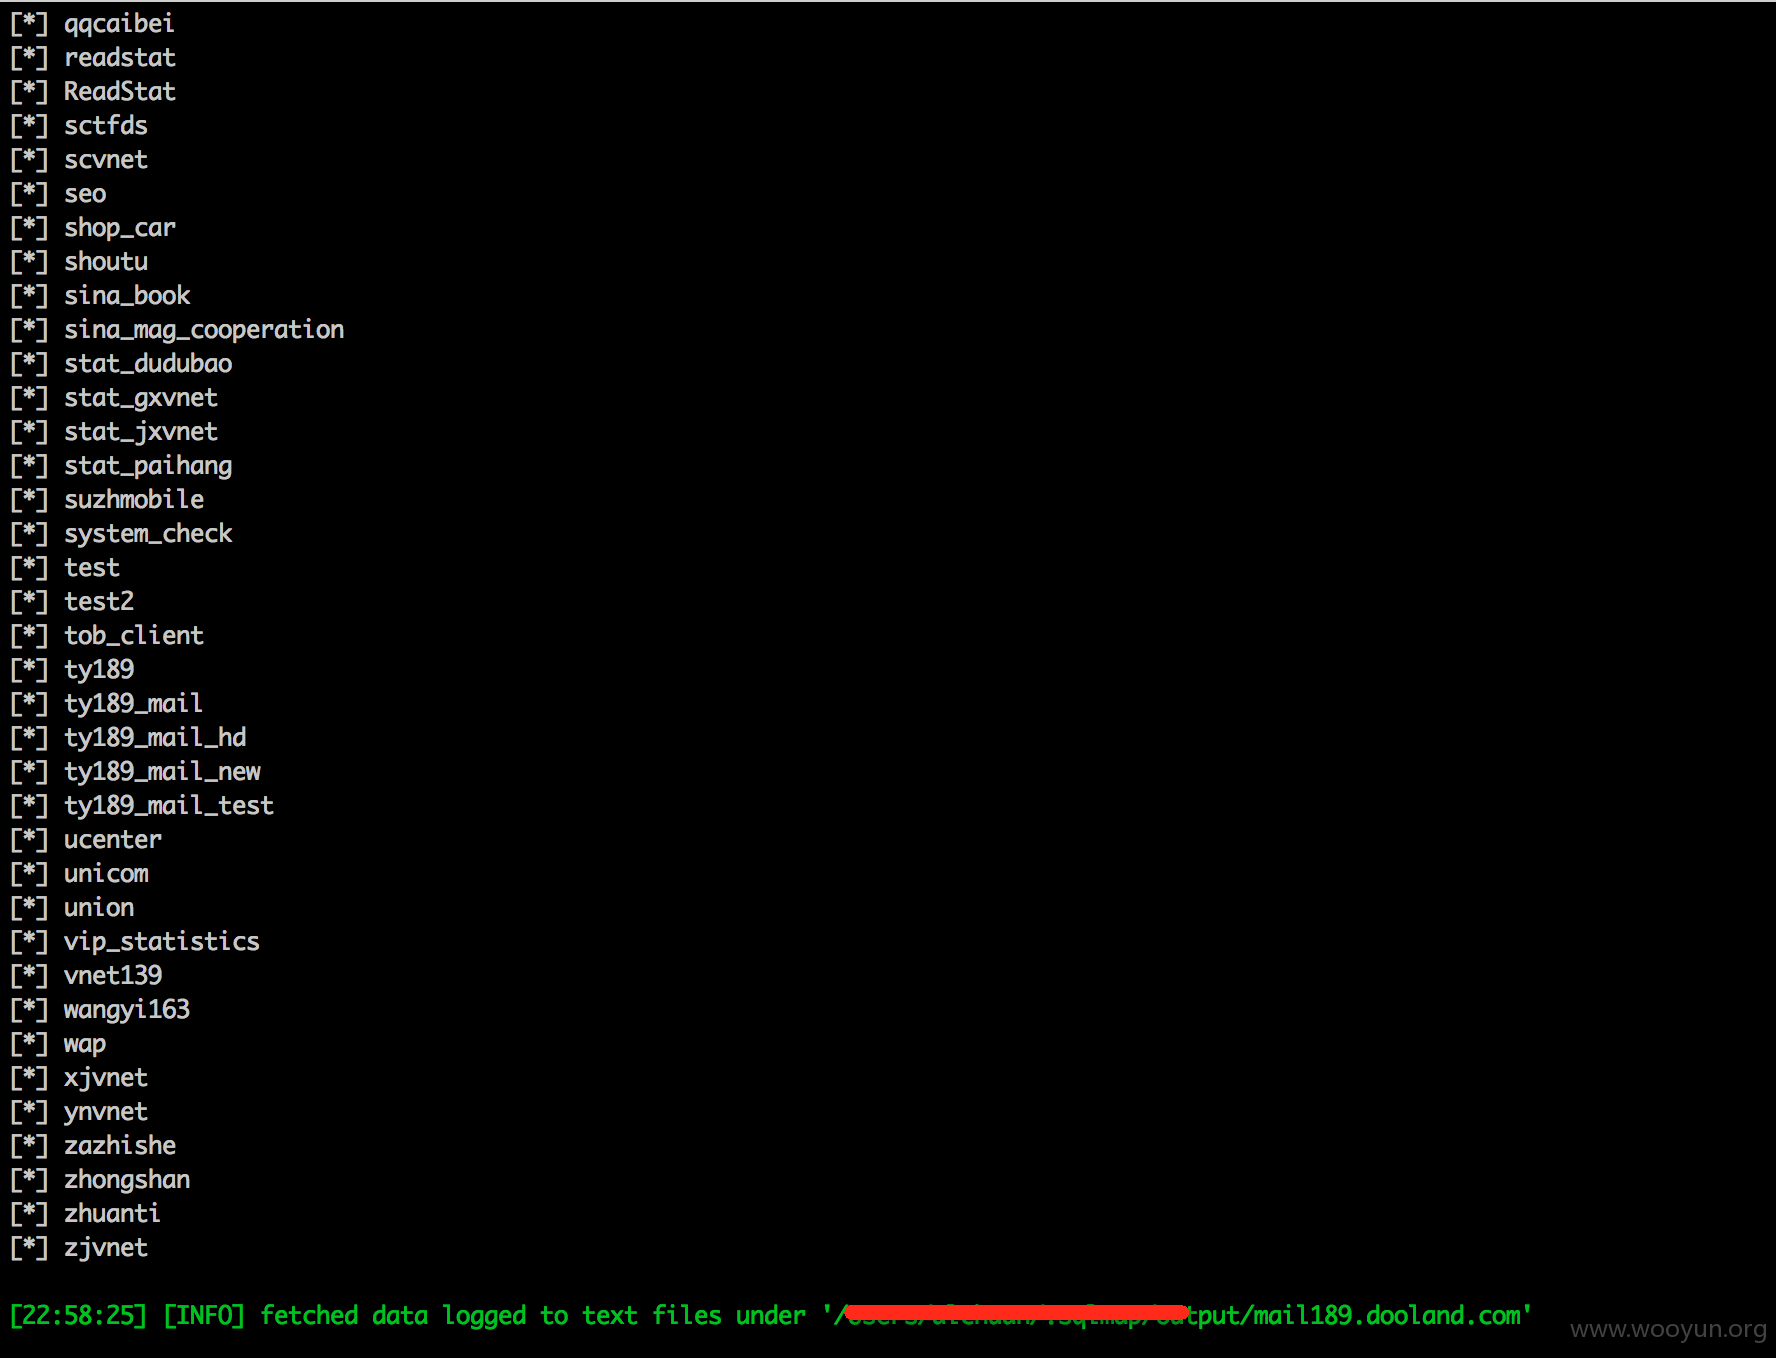 [*] qqcaibei
[*] readstat
[*] ReadStat
[*] sctfds
[*] scvnet
[*] seo
[*] shop_car
[*] shoutu
[*] sina_book
[*] sina_mag_cooperation
[*] stat_dudubao
[*] stat_gxvnet
[*] stat_jxvnet
[*] stat_paihang
[*] suzhmobile
[*] system_check
[*] test
[*] test2
[*] tob_client
[*] ty189
[*] ty189_mail
[*] ty189_mail_hd
[*] ty189_mail_new
[*] ty189_mail_test
[*] ucenter
[*] unicom
[*] union
[*] vip_statistics
[*] vnet139
[*] wangyi163
[*] wap
[*] xjvnet
[*] ynvnet
[*] zazhishe
[*] zhongshan
[*] zhuanti
[*] zjvnet
[22:58:25] [INFO] fetched data logged to text files under '/ tput/mail189.dooland.com'
www.wooyun.org